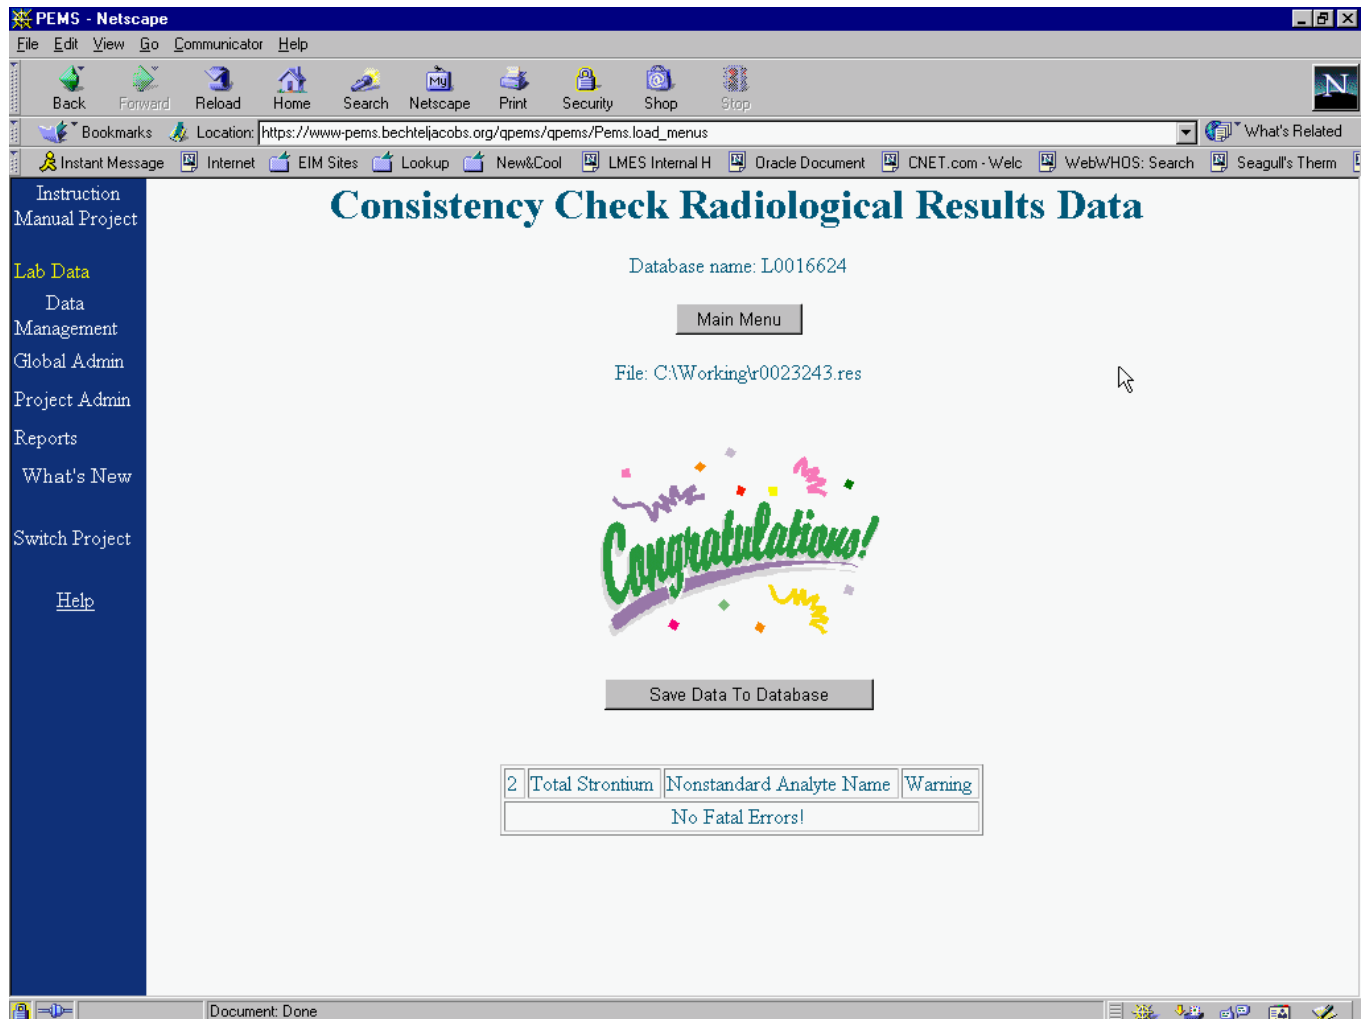 PEMS - Netscape
File Edit View Go Communicator Help
Back Forward Reload Home Search Netscape Print Security Shop Stop
My
N
Bookmarks Location: https://www-pems.bechteljacobs.org/qpems/qpems/Pems.load_menus What's Related
Instant Message Internet EIM Sites Lookup New&Cool LMES Internal H Oracle Document CNET.com - Welc WebWHOS: Search Seagull's Therm
Instruction
Manual Project
Lab Data
Data
Management
Global Admin
Project Admin
Reports
What's New
Switch Project
Help
Consistency Check Radiological Results Data
Database name: L0016624
Main Menu
File: C:\Working\r0023243.res
Congratulations!
Save Data To Database
2 Total Strontium Nonstandard Analyte Name Warning
No Fatal Errors!
Document: Done